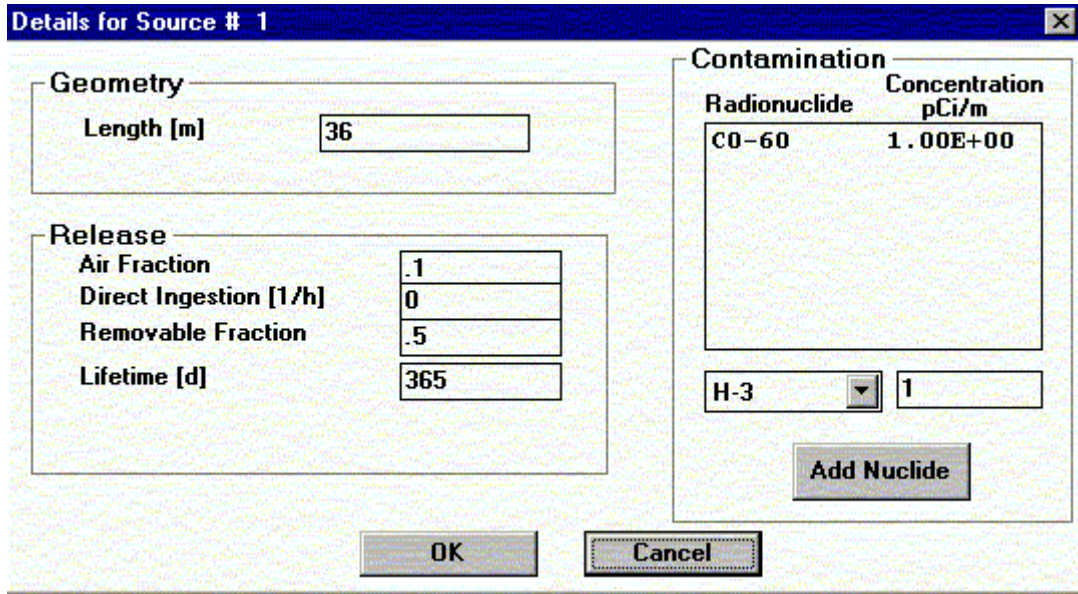 Details for Source # 1
Geometry
Length [m] 36
Release
Air Fraction .1
Direct Ingestion [1/h] 0
Removable Fraction .5
Lifetime [d] 365
Contamination
Radionuclide Concentration pCi/m
CO-60 1.00E+00
H-3 1
Add Nuclide
OK Cancel